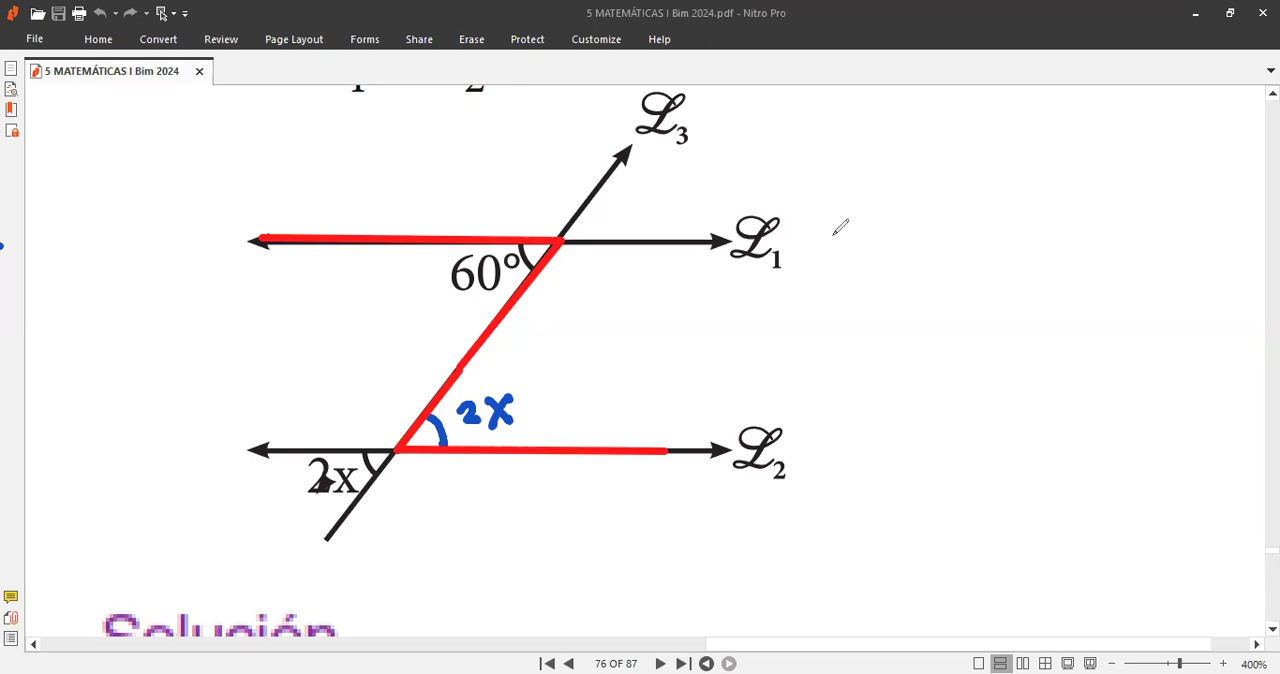 5 MATEMÁTICAS I Bim 2024.pdf - Nitro Pro
File Home Convert Review Page Layout Forms Share Erase Protect Customize Help
5 MATEMÁTICAS I Bim 2024
ℒ3
ℒ1
60°
2x
ℒ2
2x
Solución
76 OF 87
400%